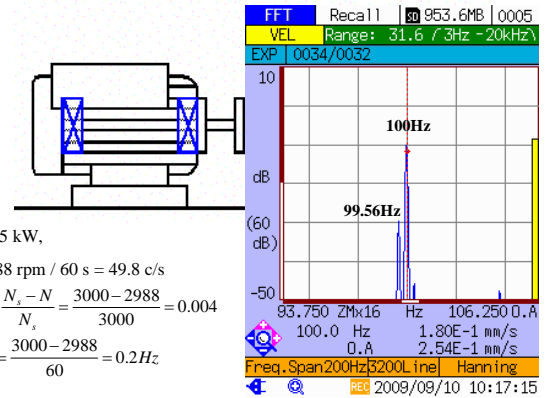 FFT Recall SD 953.6MB 0005
VEL Range: 31.6 /3Hz -20kHz\
EXP 0034/0032
10
100Hz
dB
99.56Hz
(60
dB)
-50
93.750 ZMx16 Hz 106.250 0.A
100.0 Hz 1.80E-1 mm/s
0.A 2.54E-1 mm/s
Freq.Span200Hz 3200Line Hanning
REC 2009/09/10 10:17:15
5 kW,
88 rpm / 60 s = 49.8 c/s
N_s − N / N_s = 3000 − 2988 / 3000 = 0.004
= 3000 − 2988 / 60 = 0.2Hz